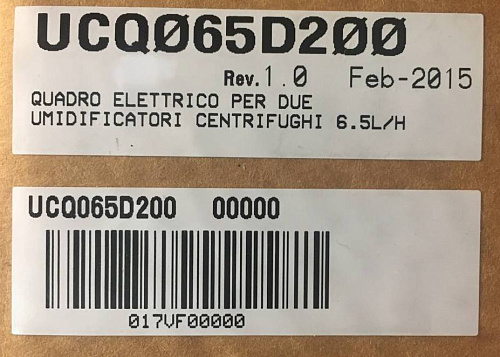 UCQØ65D2ØØ
Rev.1.0 Feb-2015
QUADRO ELETTRICO PER DUE
UMIDIFICATORI CENTRIFUGHI 6.5L/H
UCQ065D200 00000
017VF00000